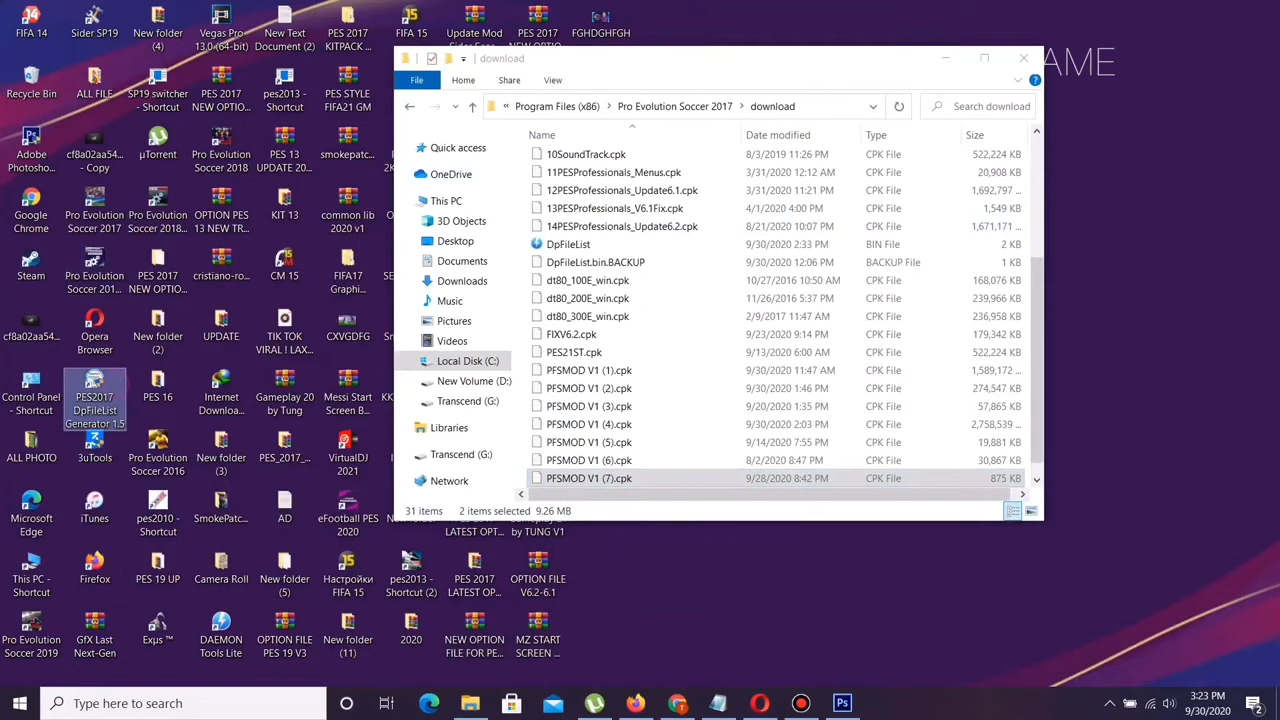 FIFA 14
Sider SP19
New folder
(4)
Vegas Pro
13.0 (64-bit)
New Text
Document (2)
PES 2017
KITPACK ...
FIFA 15
Update Mod
PES 2017
FGHDGHFGH
AME
Recycle Bin
ALL FILE
SP19 switcher
- Shortcut
PES 2017
NEW OPTION...
pes2013 -
Shortcut
PES STYLE
FIFA21 GM
Adobe
Photosho...
cf8a02aa54...
- Copy
µTorrent
Pro Evolution
Soccer 2018
PES 13
UPDATE 20...
smokepatc...
Google
Chrome
Pro Evolution
Soccer 2...
Pro Evolution
Soccer 2017
OPTION PES
13 NEW TR...
KIT 13
common lib
2020 v1
Steam
Pro Evolution
Soccer 201...
PES 2017
cristiano-ro...
CM 15
FIFA17
Graphi...
cf8a02aa54...
Opera
Browser
New folder
(2)
UPDATE
TIK TOK
VIRAL ! LAX...
CXVGDFG
Control Panel
- Shortcut
PES2017
DpFileList
Generator 1.5
PES 16
Internet
Downloa...
Gameplay 20
by Tung
Messi Start
Screen B...
ALL PHOTO
3uTools
Pro Evolution
Soccer 2016
New folder
(3)
PES_2017_...
VirtualDJ
2021
Microsoft
Edge
iTunes
pes2010 -
Shortcut
SmokePatc...
AD
eFootball PES
2020
PES 2017
LATEST OPT...
by TUNG V1
This PC -
Shortcut
Firefox
PES 19 UP
Camera Roll
New folder
(5)
Настройки
FIFA 15
pes2013 -
Shortcut (2)
PES 2017
LATEST OP...
OPTION FILE
V6.2-6.1
Pro Evolution
Soccer 2019
GfX Last
Next-Gen
Exµs ™
DAEMON
Tools Lite
OPTION FILE
PES 19 V3
New folder
(11)
2020
NEW OPTION
FILE FOR PE...
MZ START
SCREEN ...
download
File
Home
Share
View
« Program Files (x86) > Pro Evolution Soccer 2017 > download
Search download
Quick access
OneDrive
This PC
3D Objects
Desktop
Documents
Downloads
Music
Pictures
Videos
Local Disk (C:)
New Volume (D:)
Transcend (G:)
Libraries
Transcend (G:)
Network
Name Date modified Type Size
10SoundTrack.cpk 8/3/2019 11:26 PM CPK File 522,224 KB
11PESProfessionals_Menus.cpk 3/31/2020 12:12 AM CPK File 20,908 KB
12PESProfessionals_Update6.1.cpk 3/31/2020 11:21 PM CPK File 1,692,797 ...
13PESProfessionals_V6.1Fix.cpk 4/1/2020 4:00 PM CPK File 1,549 KB
14PESProfessionals_Update6.2.cpk 8/21/2020 10:07 PM CPK File 1,671,171 ...
DpFileList 9/30/2020 2:33 PM BIN File 2 KB
DpFileList.bin.BACKUP 9/30/2020 12:06 PM BACKUP File 1 KB
dt80_100E_win.cpk 10/27/2016 10:50 AM CPK File 168,076 KB
dt80_200E_win.cpk 11/26/2016 5:37 PM CPK File 239,966 KB
dt80_300E_win.cpk 2/9/2017 11:47 AM CPK File 236,958 KB
FIXV6.2.cpk 9/23/2020 9:14 PM CPK File 179,342 KB
PES21ST.cpk 9/13/2020 6:00 AM CPK File 522,224 KB
PFSMOD V1 (1).cpk 9/30/2020 11:47 AM CPK File 1,589,172 ...
PFSMOD V1 (2).cpk 9/30/2020 1:46 PM CPK File 274,547 KB
PFSMOD V1 (3).cpk 9/20/2020 1:35 PM CPK File 57,865 KB
PFSMOD V1 (4).cpk 9/30/2020 2:03 PM CPK File 2,758,539 ...
PFSMOD V1 (5).cpk 9/14/2020 7:55 PM CPK File 19,881 KB
PFSMOD V1 (6).cpk 8/2/2020 8:47 PM CPK File 30,867 KB
PFSMOD V1 (7).cpk 9/28/2020 8:42 PM CPK File 875 KB
31 items 2 items selected 9.26 MB
Type here to search
3:23 PM
9/30/2020
2